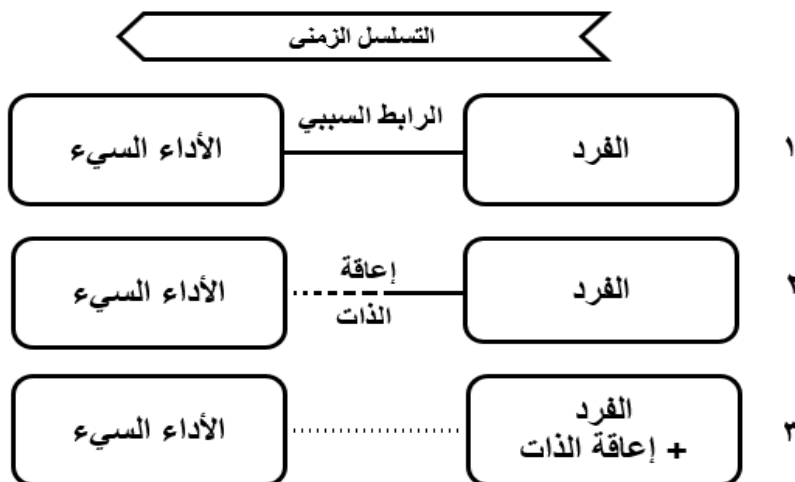 التسلسل الزمنى
١
الفرد
الرابط السببي
الأداء السيء
٢
الفرد
إعاقة
الذات
الأداء السيء
٣
الفرد
+ إعاقة الذات
الأداء السيء